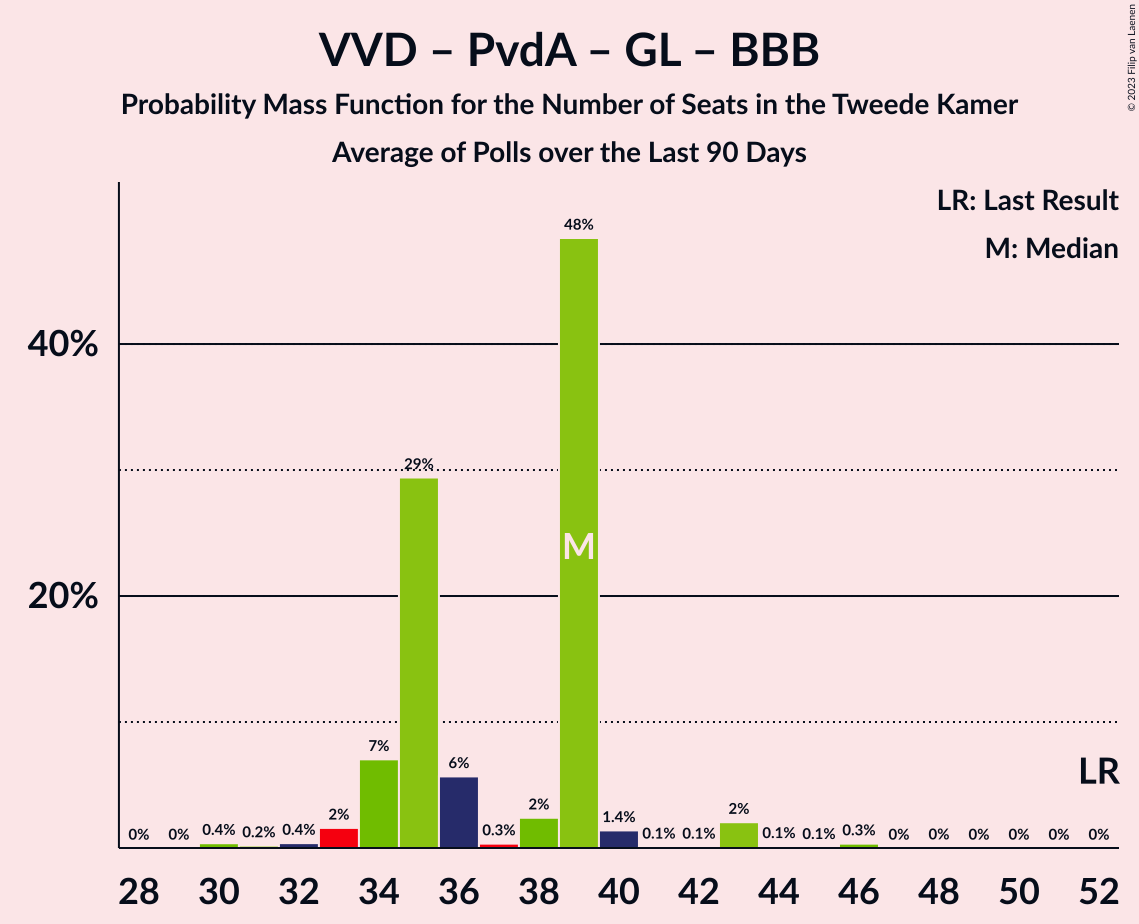 VVD – PvdA – GL – BBB
Probability Mass Function for the Number of Seats in the Tweede Kamer
Average of Polls over the Last 90 Days
© 2023 Filip van Laenen
LR: Last Result
M: Median
40%
20%
0% 0% 0.4% 0.2% 0.4% 2% 7% 29% 6% 0.3% 2% 48% 1.4% 0.1% 0.1% 2% 0.1% 0.1% 0.3% 0% 0% 0% 0% 0% 0%
M
LR
28 30 32 34 36 38 40 42 44 46 48 50 52